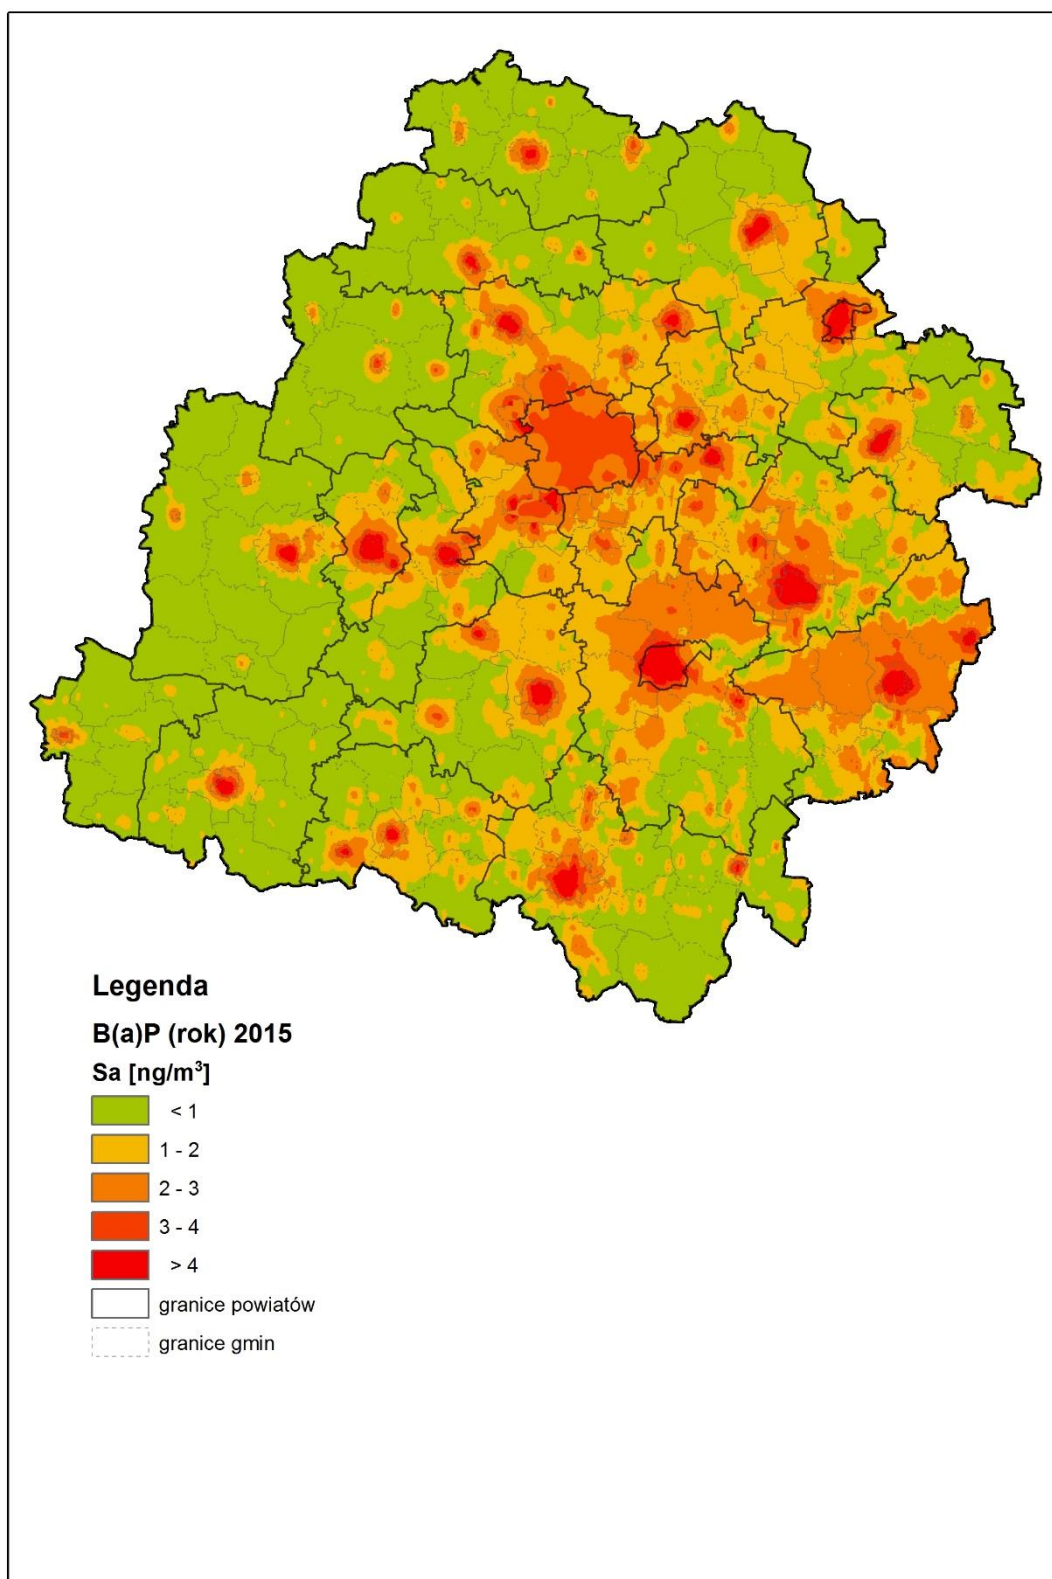 Legenda
B(a)P (rok) 2015
Sa [ng/m³]
< 1
1 - 2
2 - 3
3 - 4
> 4
granice powiatów
granice gmin